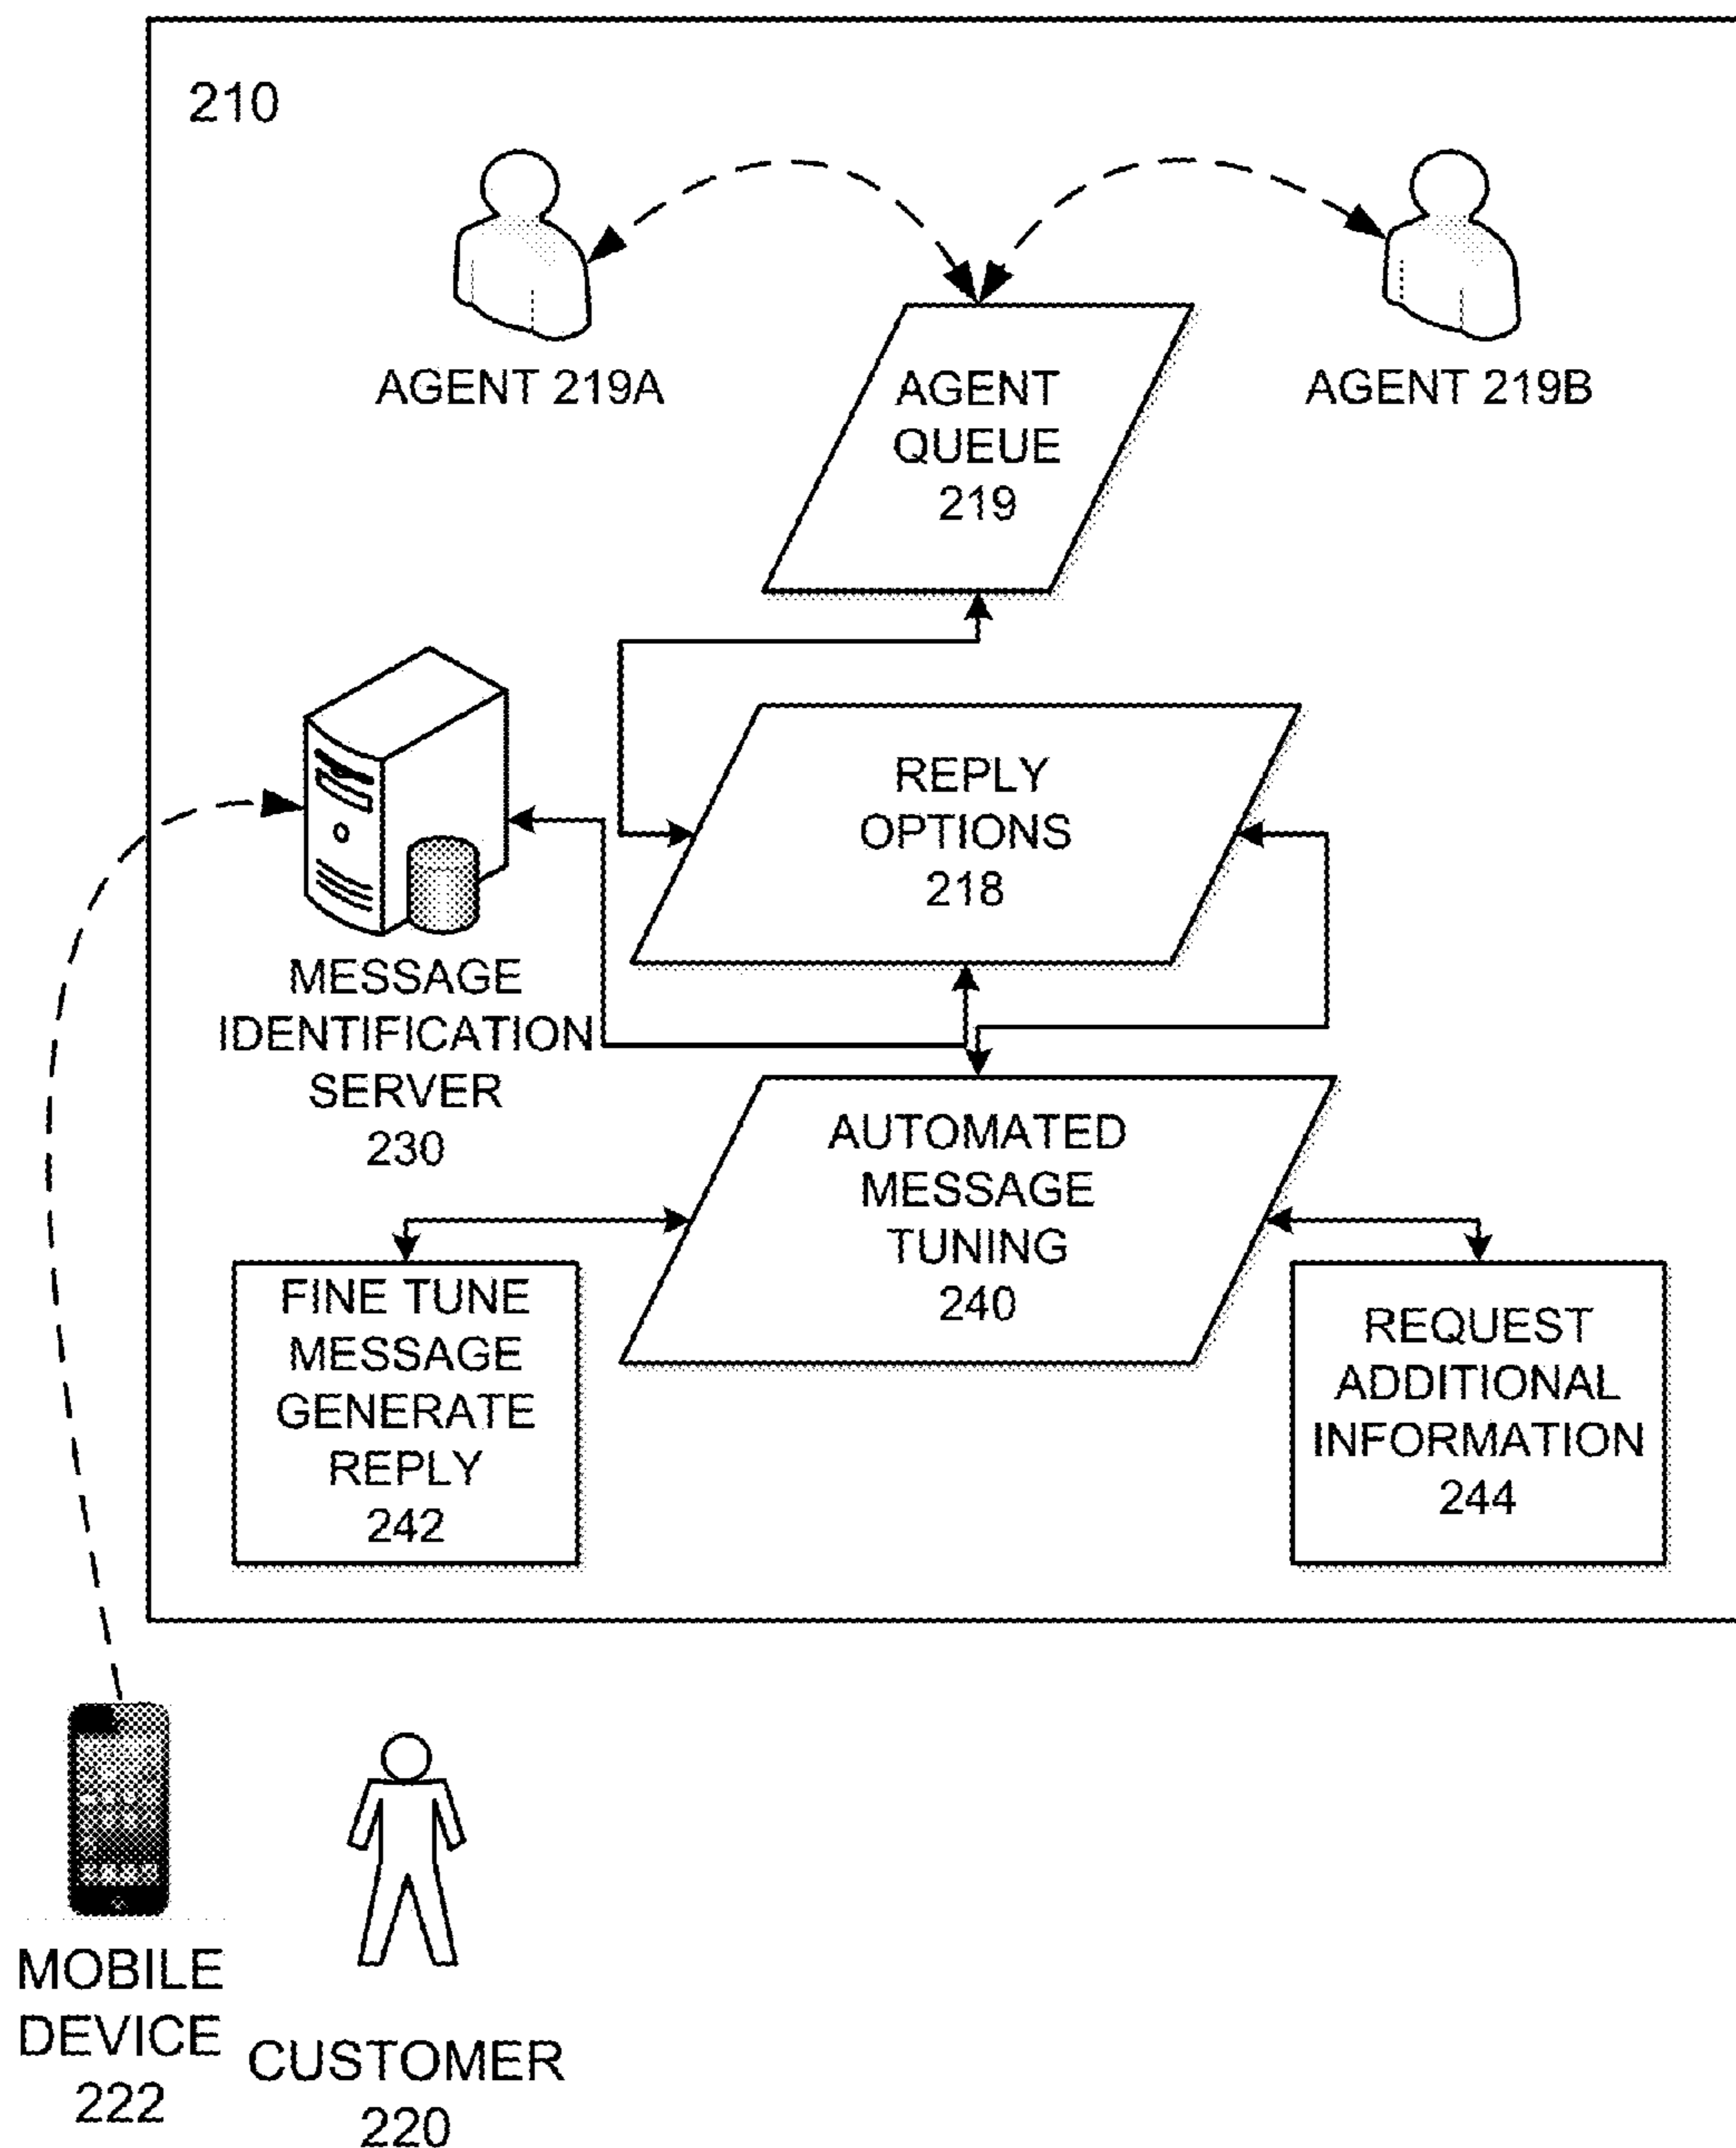 210
AGENT 219A
AGENT
QUEUE
219
AGENT 219B
REPLY
OPTIONS
218
MESSAGE
IDENTIFICATION
SERVER
230
AUTOMATED
MESSAGE
TUNING
240
FINE TUNE
MESSAGE
GENERATE
REPLY
242
REQUEST
ADDITIONAL
INFORMATION
244
MOBILE
DEVICE
222
CUSTOMER
220